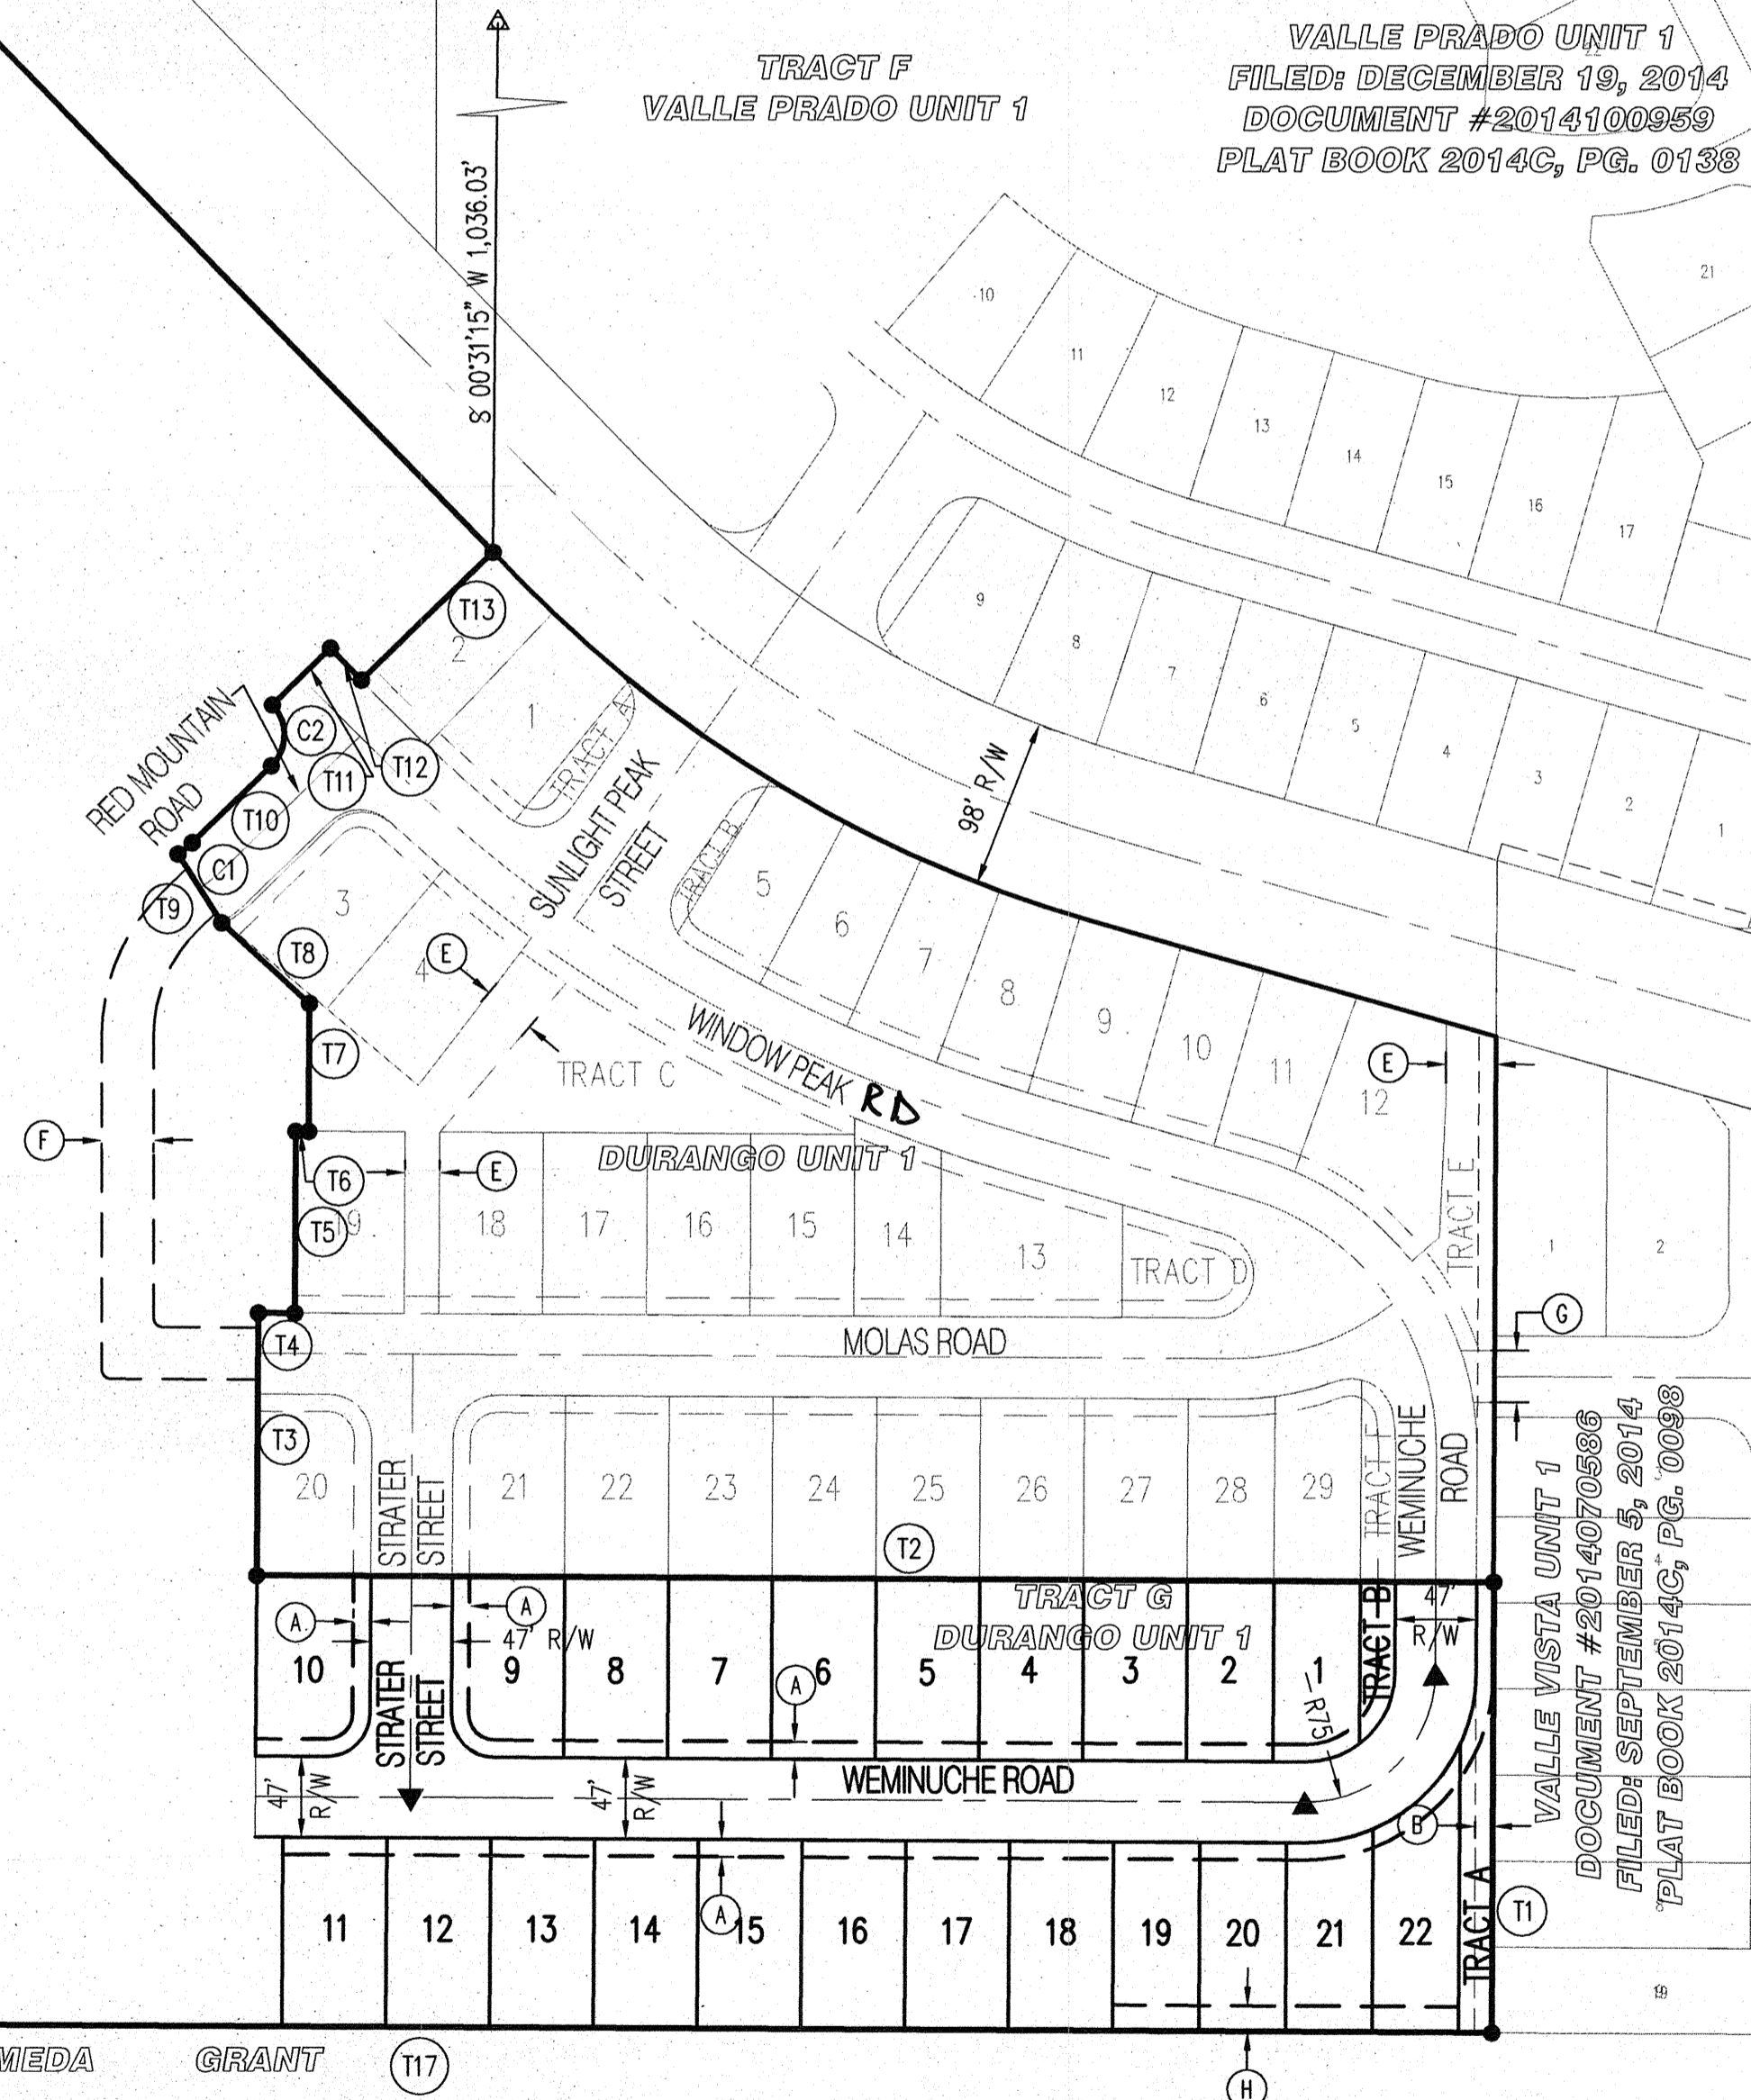 TRACT F
VALLE PRADO UNIT 1
VALLE PRADO UNIT 1
FILED: DECEMBER 19, 2014
DOCUMENT #2014100959
PLAT BOOK 2014C, PG. 0138
22
21
S 00°31'15" W 1,036.03'
10
11
12
13
14
15
16
17
9
8
7
6
5
4
3
2
1
98' R/W
T13
2
1
TRACT A
C2
T12
T11
RED MOUNTAIN
ROAD
T10
C1
T9
T8
3
4
E
SUNLIGHT PEAK
STREET
TRACT B
5
6
7
8
9
10
11
12
E
TRACT E
T7
TRACT C
WINDOW PEAK RD
F
DURANGO UNIT 1
T6
E
T5
19
18
17
16
15
14
13
TRACT D
1
2
G
T4
MOLAS ROAD
T3
20
STRATER
STREET
21
22
23
24
25
26
27
28
29
TRACT F
WEMINUCHE
ROAD
T2
TRACT G
DURANGO UNIT 1
A
A
47' R/W
10
STRATER
STREET
9
8
7
6
5
4
3
2
1
A
R75
TRACT B
47'
R/W
VALLE VISTA UNIT 1
DOCUMENT #2014070586
FILED: SEPTEMBER 5, 2014
PLAT BOOK 2014C, PG. 0098
4
47'
R/W
47'
R/W
WEMINUCHE ROAD
B
A
11
12
13
14
15
16
17
18
19
20
21
22
TRACT A
T1
MEDA GRANT
T17
H